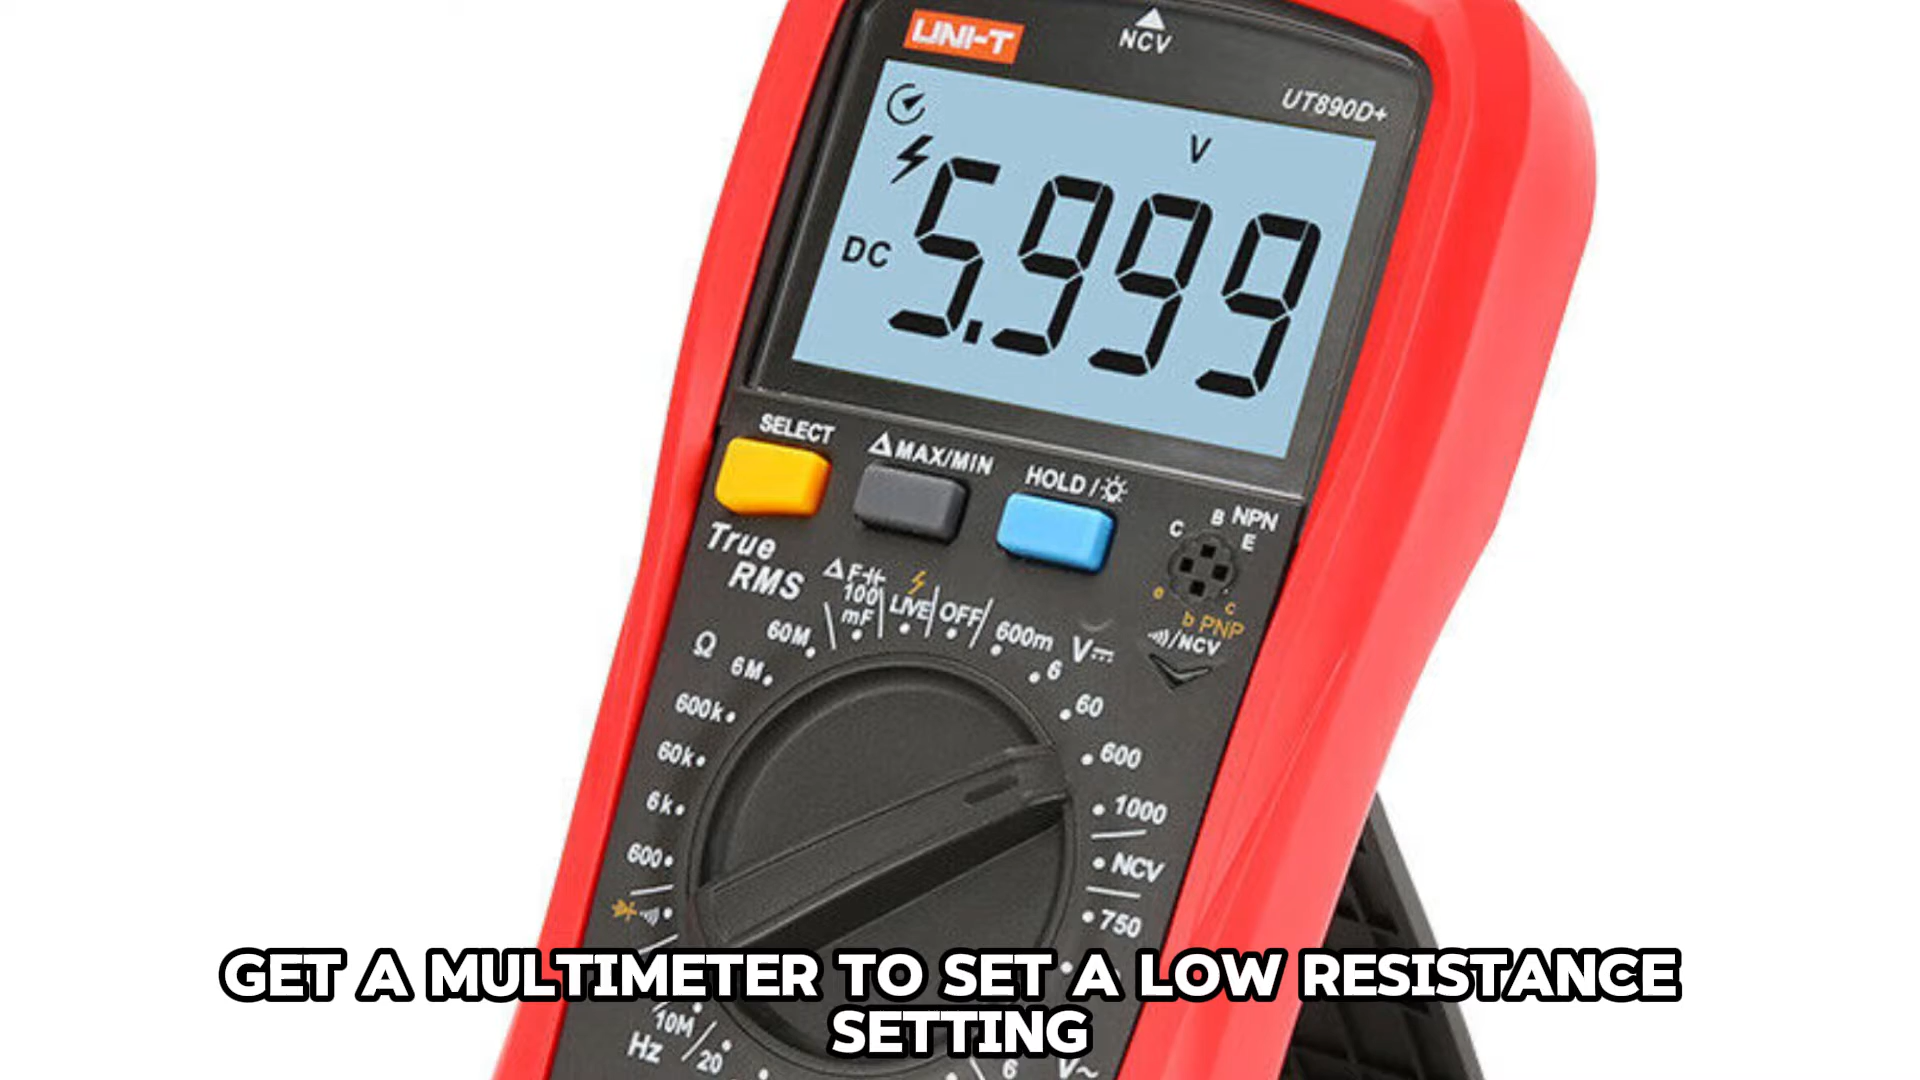 UNI-T
NCV
UT890D+
V
DC
5.999
SELECT
△MAX/MIN
HOLD /
C B NPN
E
e c
b PNP
/NCV
True
RMS
△F
100
mF
LIVE
OFF
600m
V
6
60
600
1000
NCV
750
60M
Ω
6M
600k
60k
6k
600
GET A MULTIMETER TO SET A LOW RESISTANCE
SETTING
10M
Hz
20
6
V~